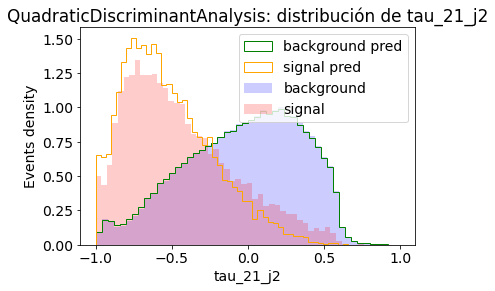 QuadraticDiscriminantAnalysis: distribución de tau_21_j2
background pred
signal pred
background
signal
Events density
1.50
1.25
1.00
0.75
0.50
0.25
0.00
−1.0
−0.5
0.0
0.5
1.0
tau_21_j2